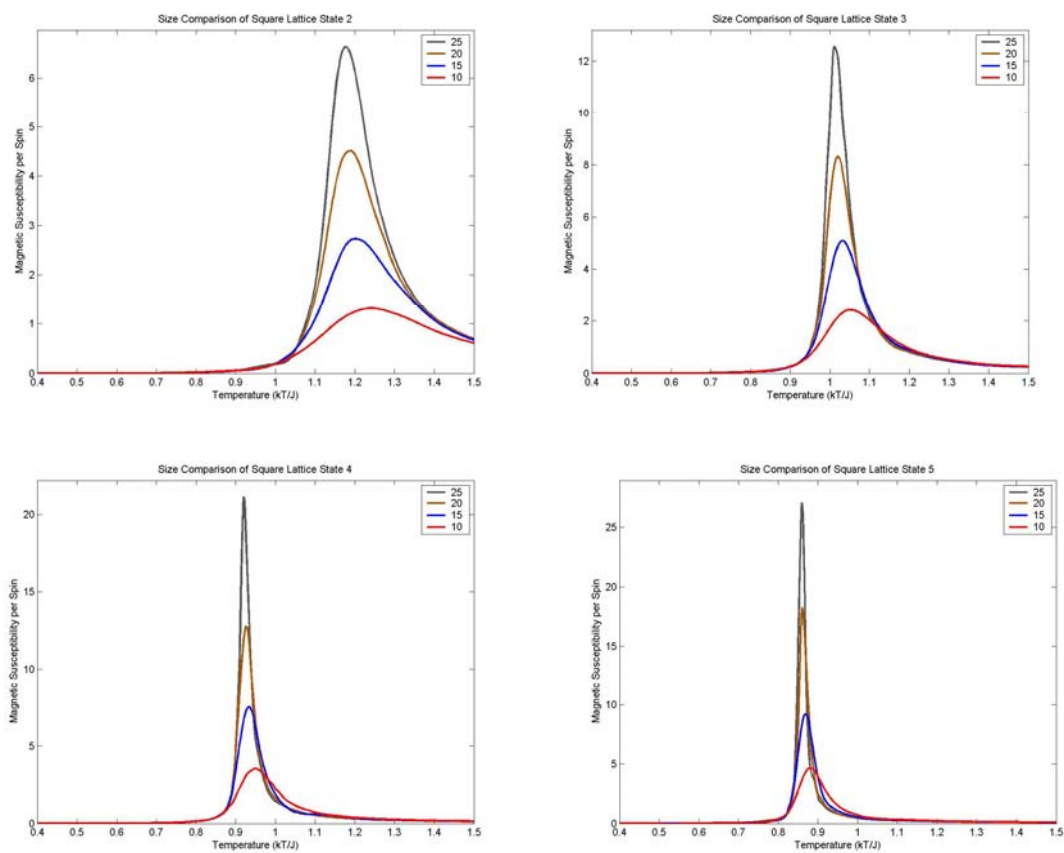 Size Comparison of Square Lattice State 2
25
20
15
10
Magnetic Susceptibility per Spin
6
5
4
3
2
1
0
0.4 0.5 0.6 0.7 0.8 0.9 1.0 1.1 1.2 1.3 1.4 1.5
Temperature (kT/J)
Size Comparison of Square Lattice State 3
25
20
15
10
Magnetic Susceptibility per Spin
12
10
8
6
4
2
0
0.4 0.5 0.6 0.7 0.8 0.9 1.0 1.1 1.2 1.3 1.4 1.5
Temperature (kT/J)
Size Comparison of Square Lattice State 4
25
20
15
10
Magnetic Susceptibility per Spin
20
15
10
5
0
0.4 0.5 0.6 0.7 0.8 0.9 1.0 1.1 1.2 1.3 1.4 1.5
Temperature (kT/J)
Size Comparison of Square Lattice State 5
25
20
15
10
Magnetic Susceptibility per Spin
25
20
15
10
5
0
0.4 0.5 0.6 0.7 0.8 0.9 1.0 1.1 1.2 1.3 1.4 1.5
Temperature (kT/J)